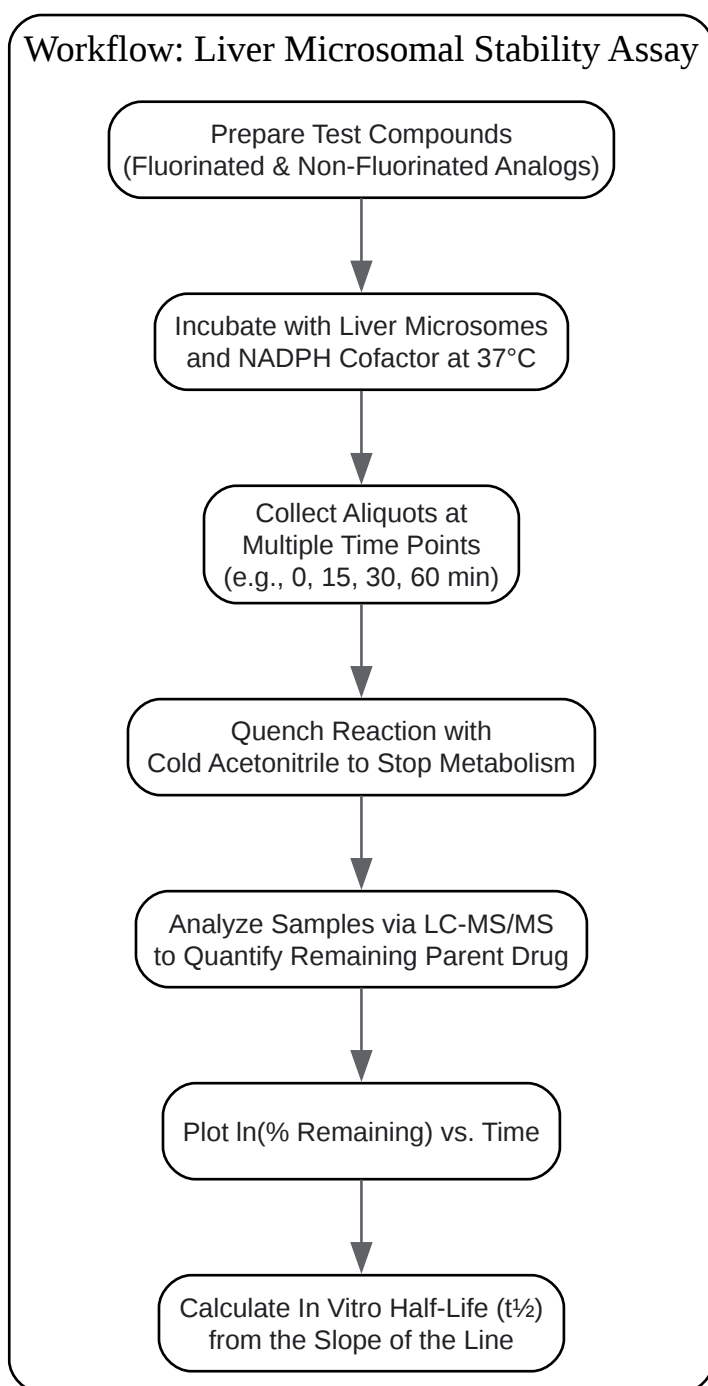 Workflow: Liver Microsomal Stability Assay
Prepare Test Compounds
(Fluorinated & Non-Fluorinated Analogs)
Incubate with Liver Microsomes
and NADPH Cofactor at 37°C
Collect Aliquots at
Multiple Time Points
(e.g., 0, 15, 30, 60 min)
Quench Reaction with
Cold Acetonitrile to Stop Metabolism
Analyze Samples via LC-MS/MS
to Quantify Remaining Parent Drug
Plot ln(% Remaining) vs. Time
Calculate In Vitro Half-Life (t½)
from the Slope of the Line